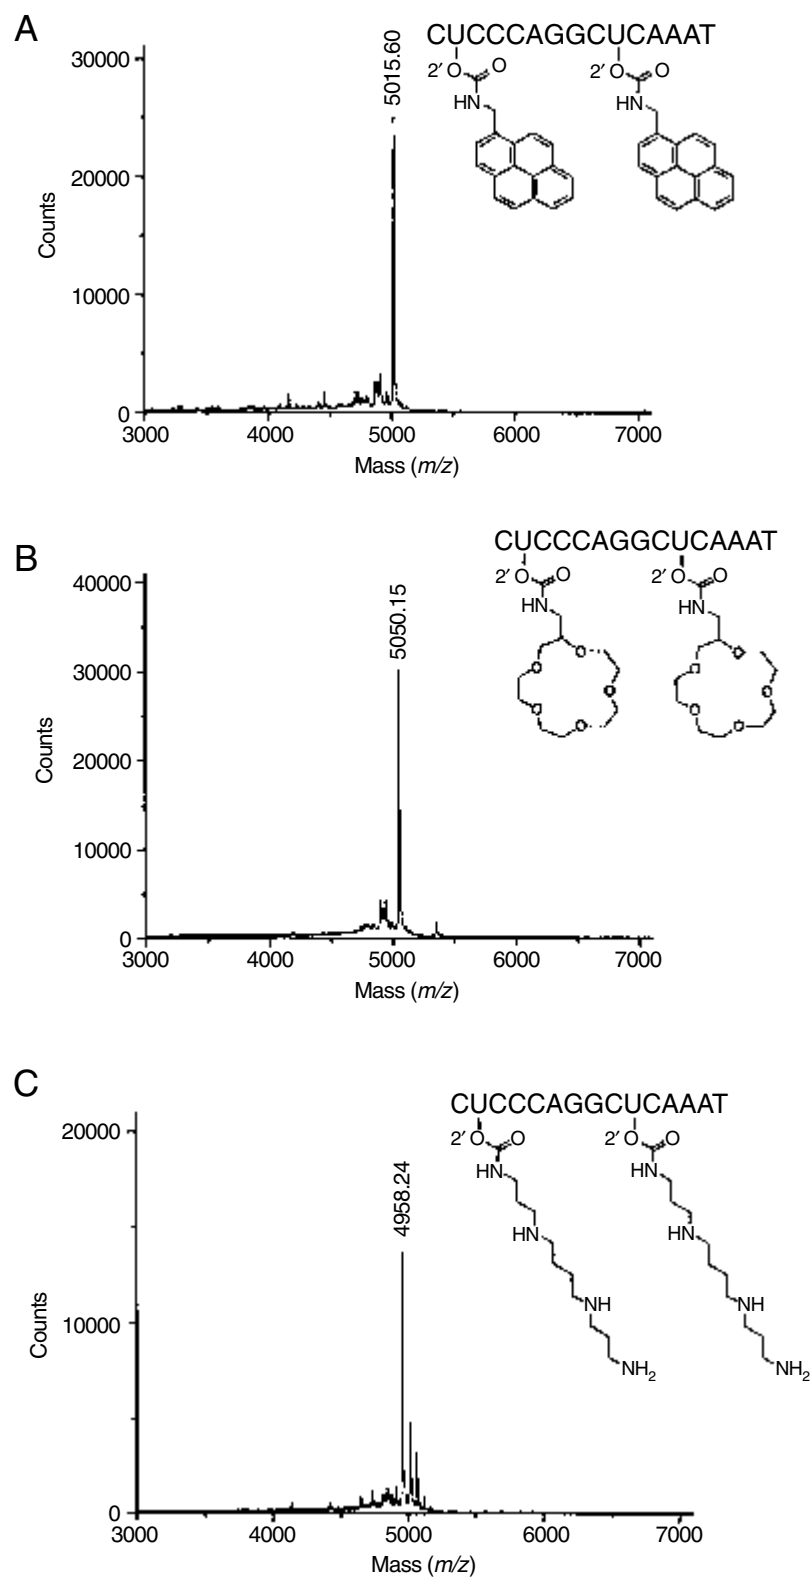 A
CUCCCAGGCUCAAAT
5015.60
30000
20000
10000
0
Counts
3000 4000 5000 6000 7000
Mass (m/z)
2′ O O 2′ O O
HN HN
B
CUCCCAGGCUCAAAT
5050.15
40000
30000
20000
10000
0
Counts
3000 4000 5000 6000 7000
Mass (m/z)
2′ O O 2′ O O
HN HN
O O
O O
O O
O O
O O
C
CUCCCAGGCUCAAAT
4958.24
20000
10000
0
Counts
3000 4000 5000 6000 7000
Mass (m/z)
2′ O O 2′ O O
HN HN
HN HN
NH NH
NH2 NH2